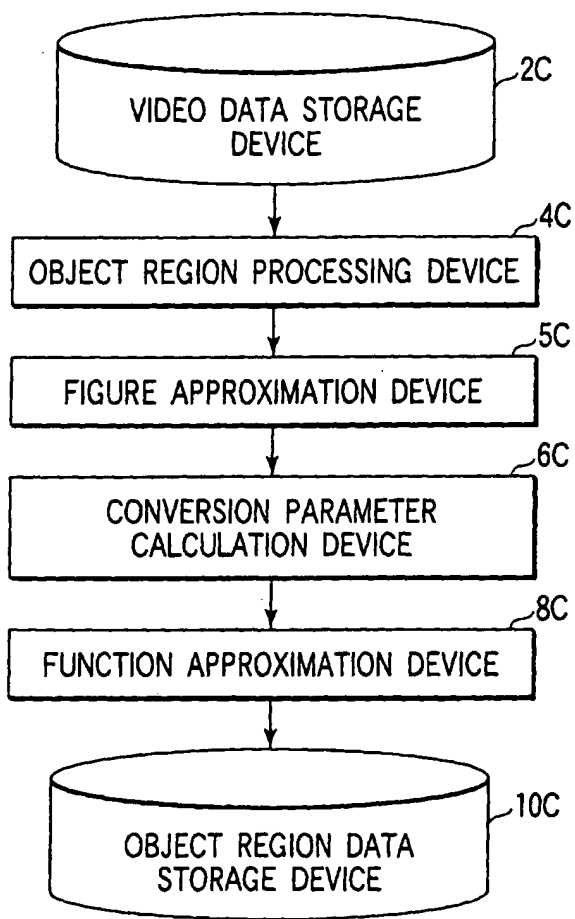 2C
VIDEO DATA STORAGE
DEVICE
4C
OBJECT REGION PROCESSING DEVICE
5C
FIGURE APPROXIMATION DEVICE
6C
CONVERSION PARAMETER
CALCULATION DEVICE
8C
FUNCTION APPROXIMATION DEVICE
10C
OBJECT REGION DATA
STORAGE DEVICE